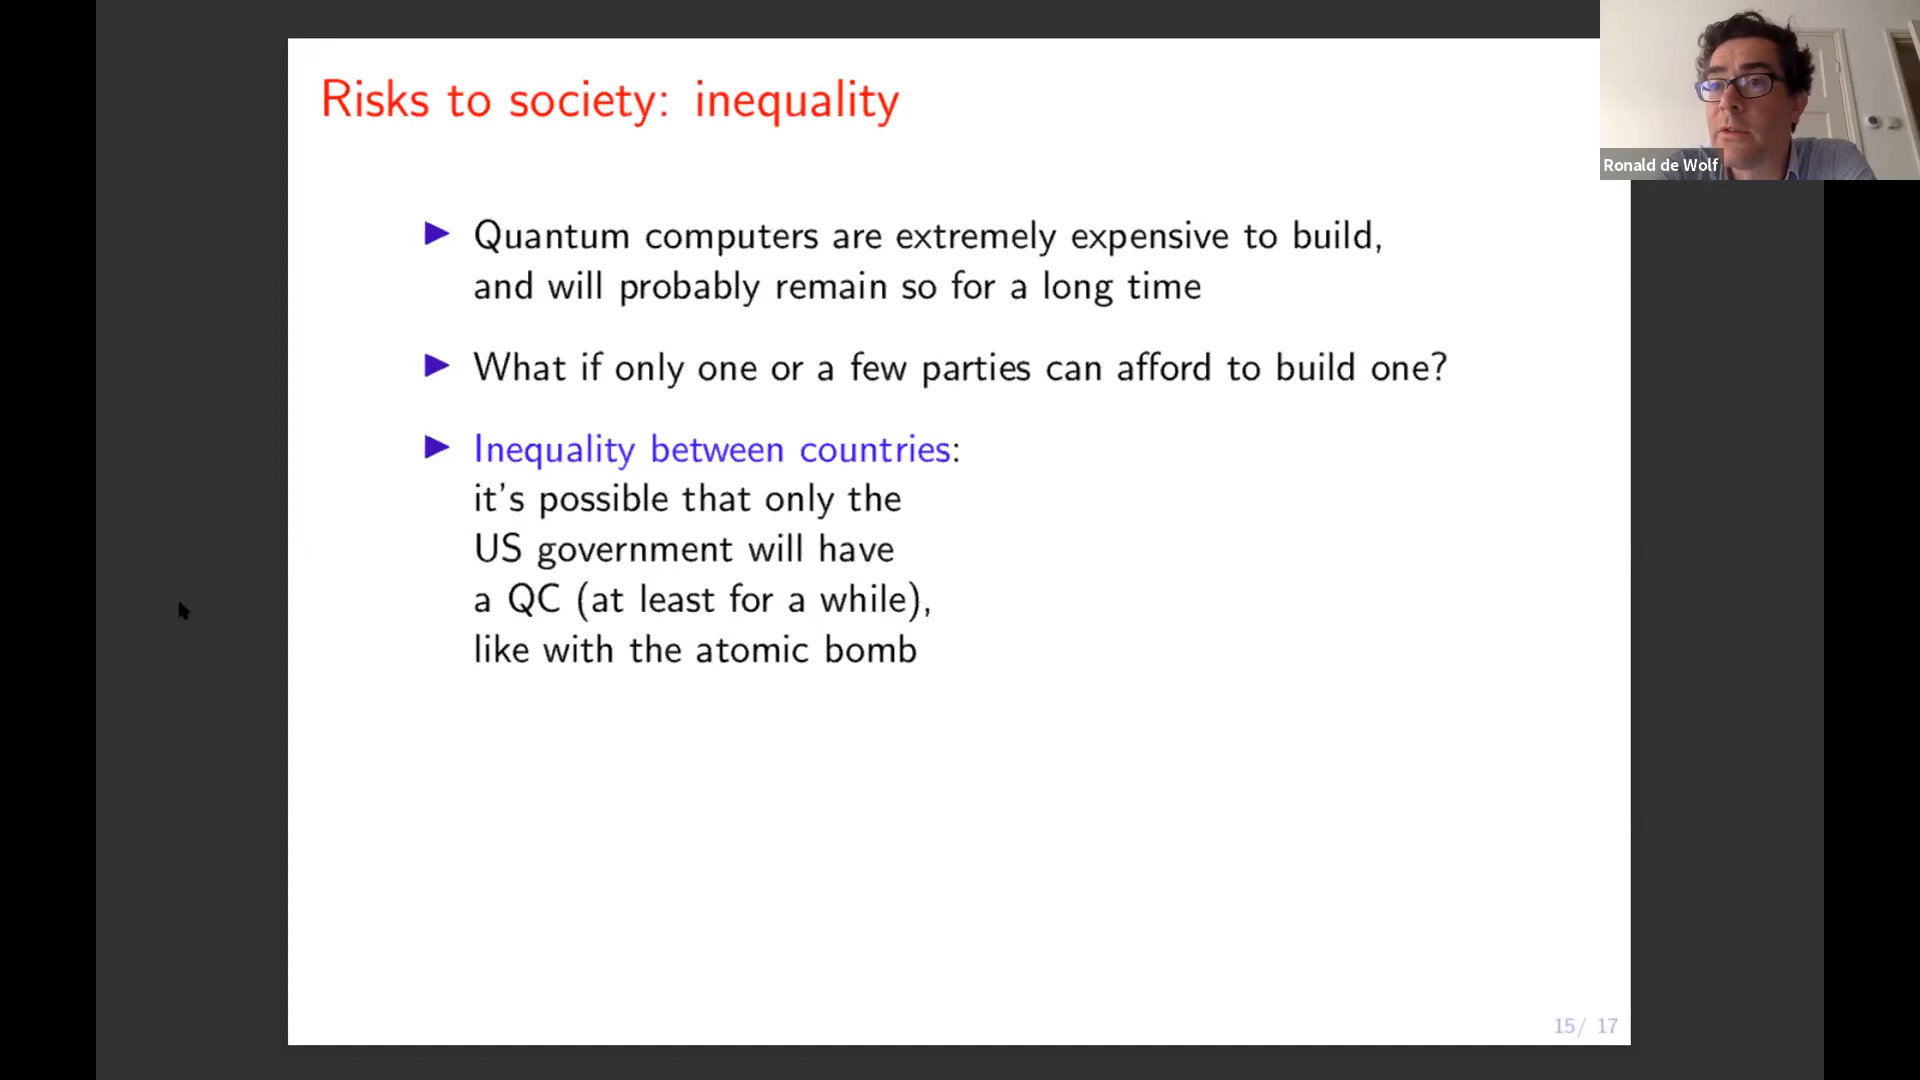 Risks to society: inequality
Ronald de Wolf
▶ Quantum computers are extremely expensive to build,
and will probably remain so for a long time
▶ What if only one or a few parties can afford to build one?
▶ Inequality between countries:
it's possible that only the
US government will have
a QC (at least for a while),
like with the atomic bomb
15/ 17